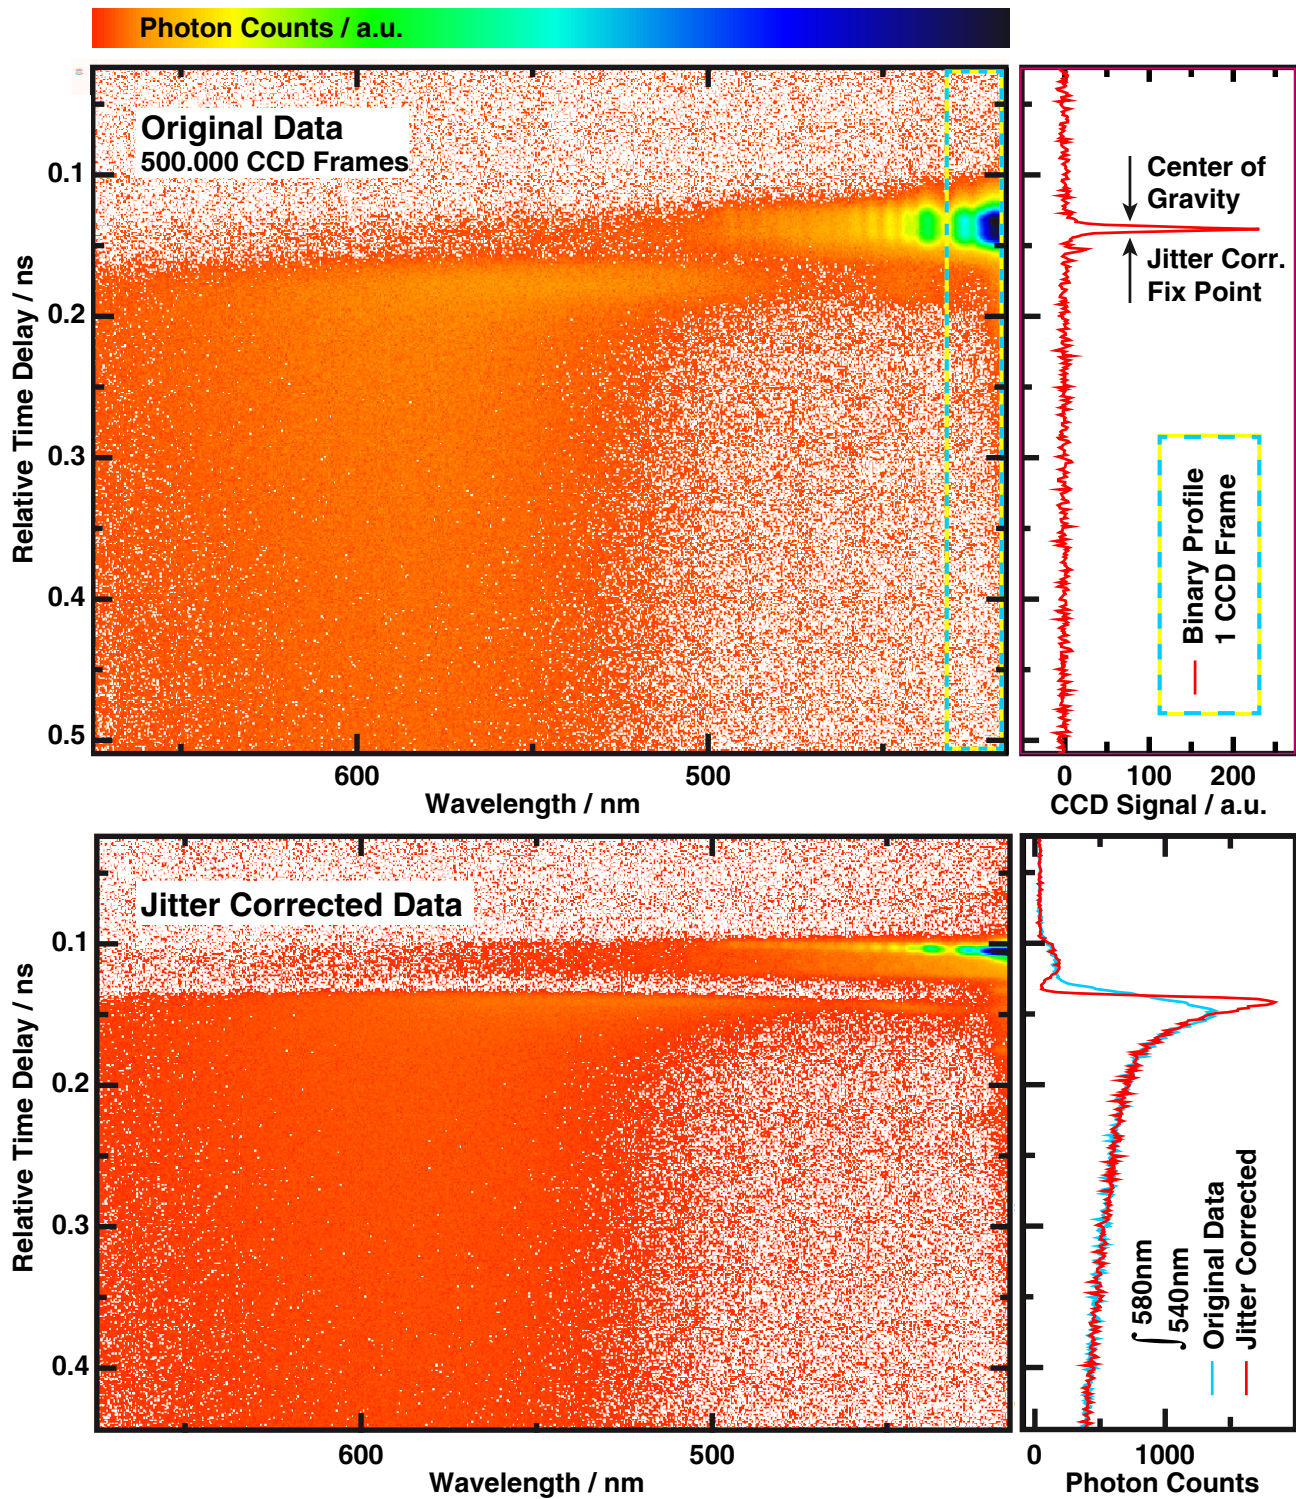 Photon Counts / a.u.
Original Data
500.000 CCD Frames
Relative Time Delay / ns
0.1
0.2
0.3
0.4
0.5
600
500
Wavelength / nm
Center of
Gravity
Jitter Corr.
Fix Point
Binary Profile
1 CCD Frame
0
100
200
CCD Signal / a.u.
Jitter Corrected Data
Relative Time Delay / ns
0.1
0.2
0.3
0.4
600
500
Wavelength / nm
∫ 580nm
540nm
Original Data
Jitter Corrected
0
1000
Photon Counts